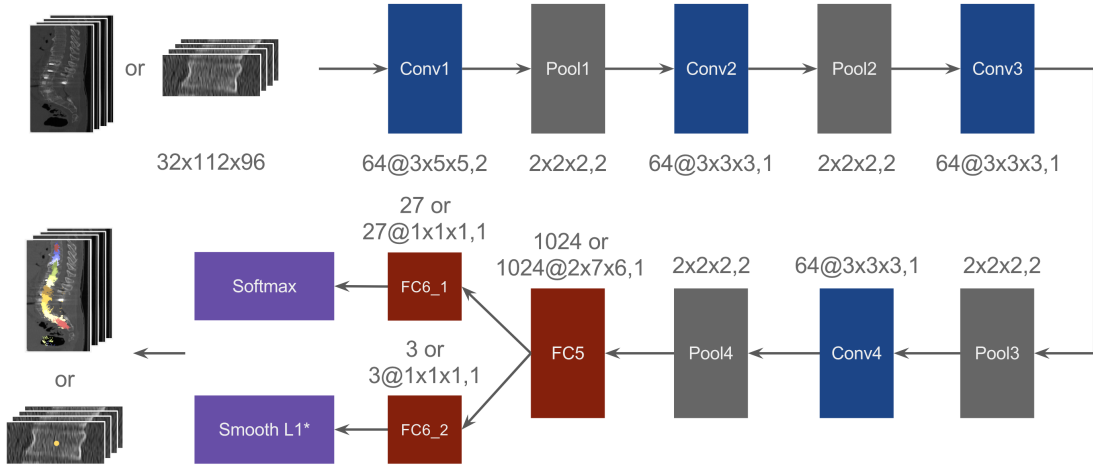 or
Conv1
Pool1
Conv2
Pool2
Conv3
32x112x96
64@3x5x5,2
2x2x2,2
64@3x3x3,1
2x2x2,2
64@3x3x3,1
27 or
27@1x1x1,1
1024 or
1024@2x7x6,1
2x2x2,2
64@3x3x3,1
2x2x2,2
Softmax
FC6_1
FC5
Pool4
Conv4
Pool3
3 or
3@1x1x1,1
or
Smooth L1*
FC6_2